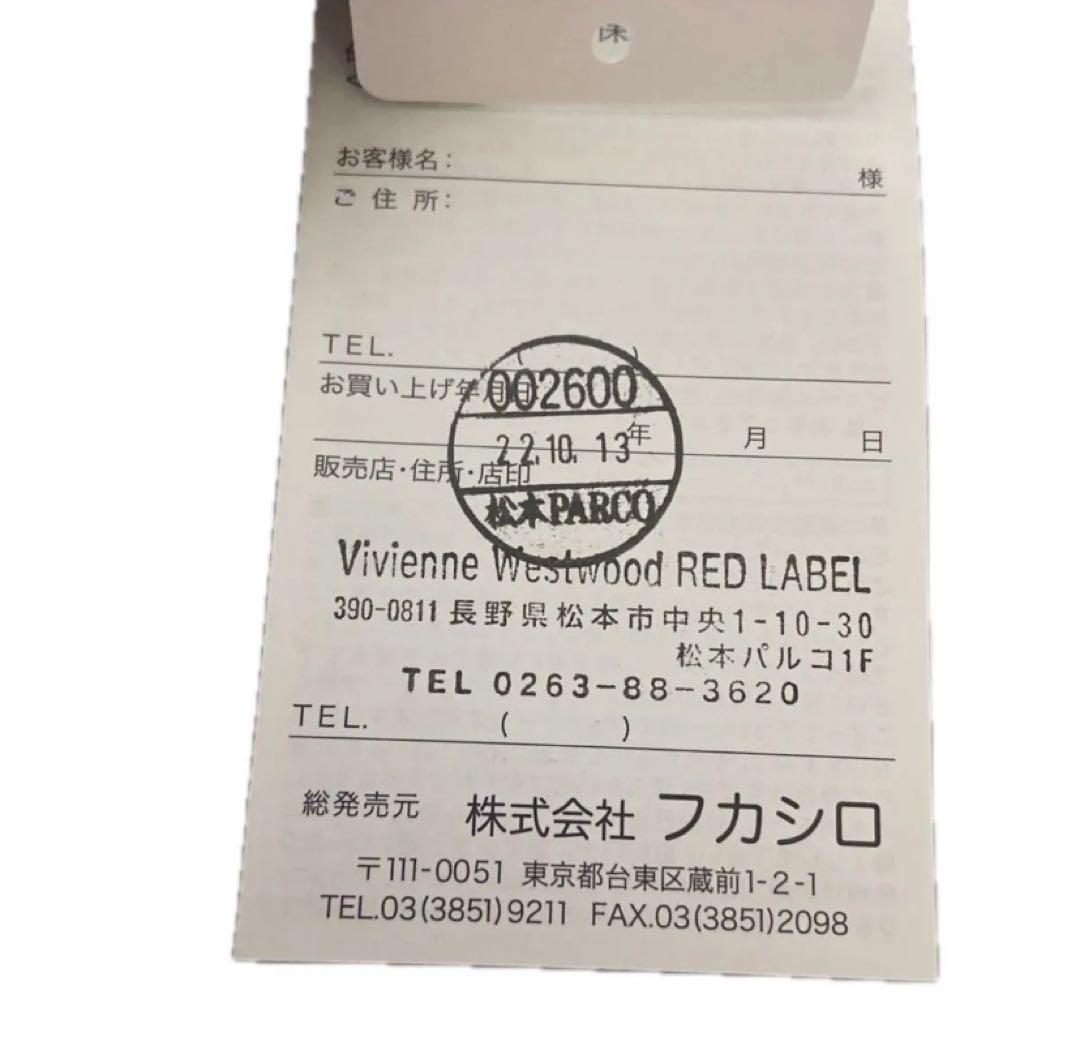 お客様名: 様
ご 住 所:
TEL. ( )
お買い上げ年月日
002600
22.10.13
年 月 日
販売店・住所・店印
松本PARCO
Vivienne Westwood RED LABEL
390-0811 長野県松本市中央1-10-30
松本パルコ1F
TEL 0263-88-3620
TEL. ( )
総発売元 株式会社 フカシロ
〒111-0051 東京都台東区蔵前1-2-1
TEL.03(3851)9211 FAX.03(3851)2098